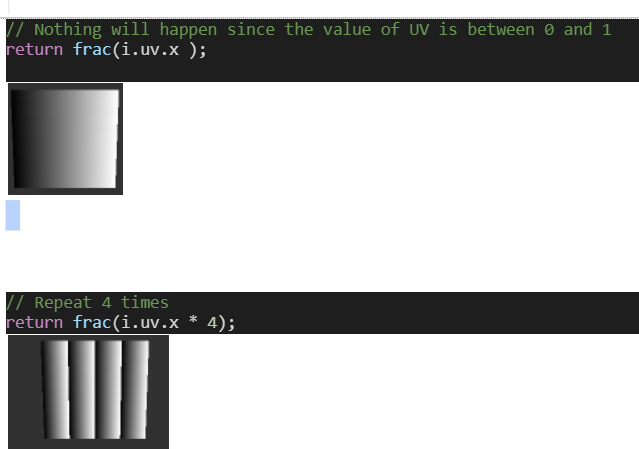 // Nothing will happen since the value of UV is between 0 and 1
return frac(i.uv.x );
// Repeat 4 times
return frac(i.uv.x * 4);